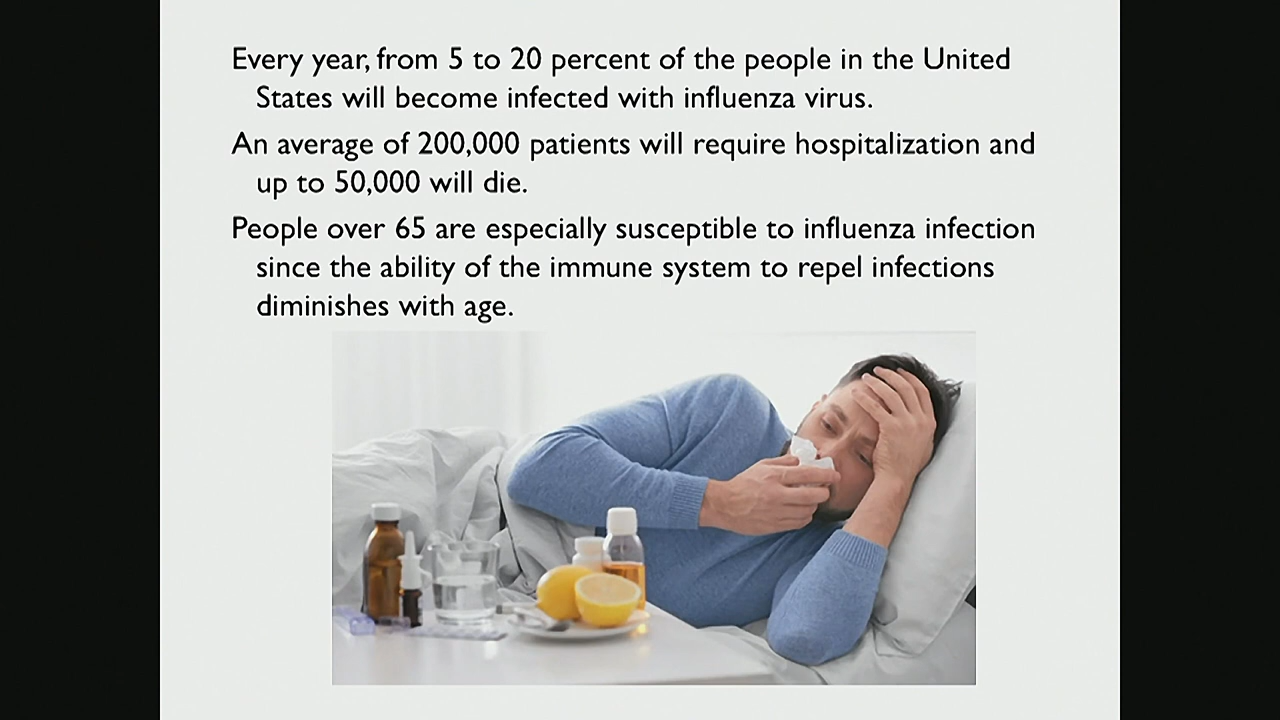 Every year, from 5 to 20 percent of the people in the United
States will become infected with influenza virus.
An average of 200,000 patients will require hospitalization and
up to 50,000 will die.
People over 65 are especially susceptible to influenza infection
since the ability of the immune system to repel infections
diminishes with age.